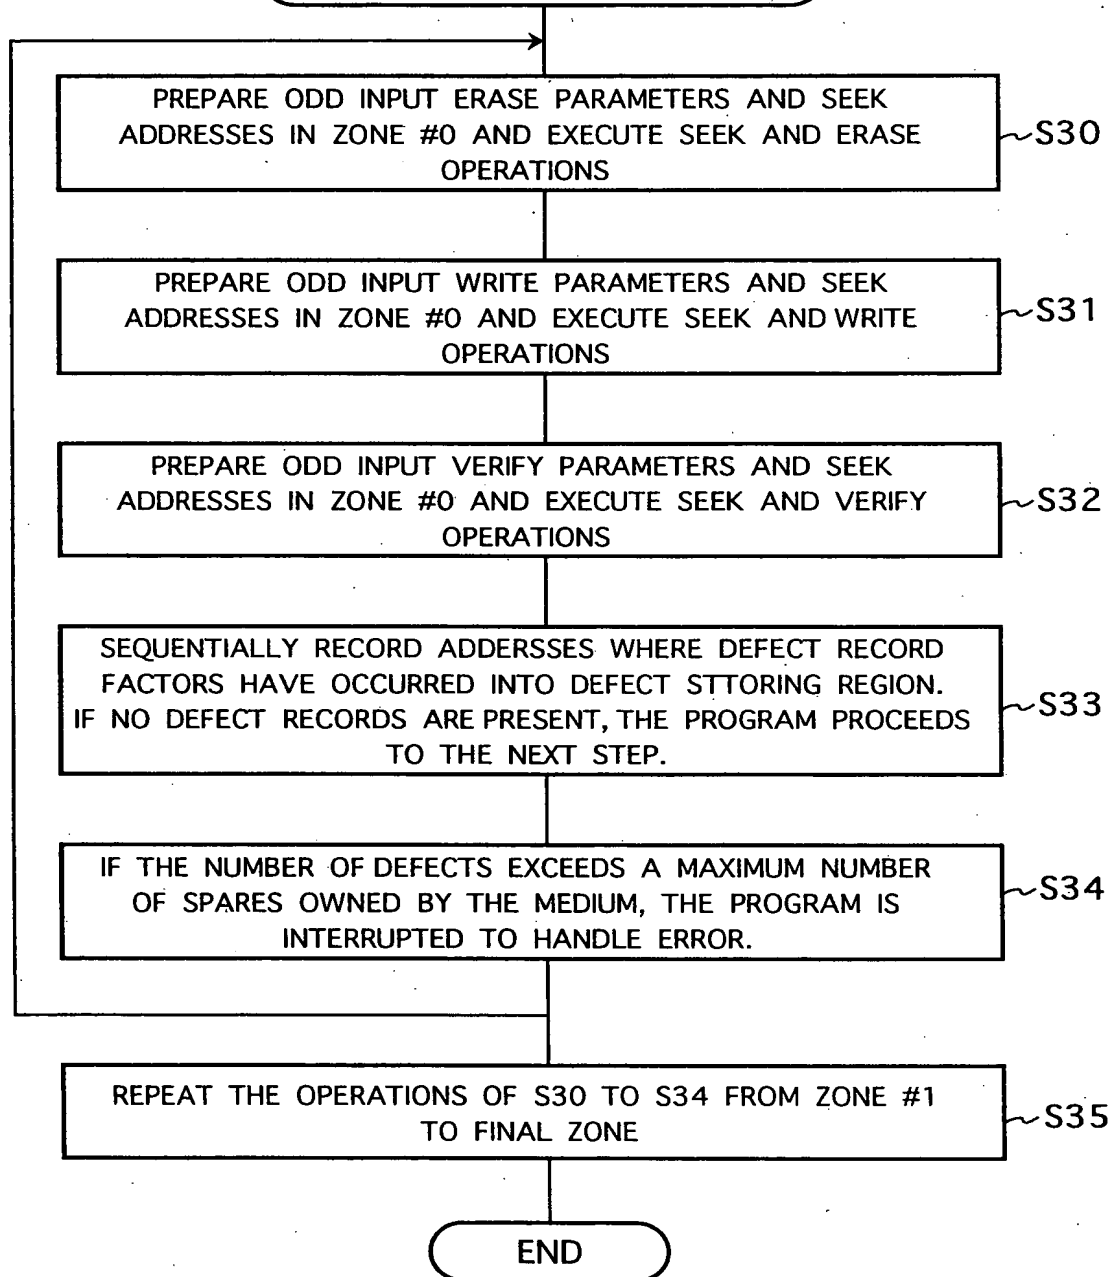 PREPARE ODD INPUT ERASE PARAMETERS AND SEEK
ADDRESSES IN ZONE #0 AND EXECUTE SEEK AND ERASE
OPERATIONS
S30
PREPARE ODD INPUT WRITE PARAMETERS AND SEEK
ADDRESSES IN ZONE #0 AND EXECUTE SEEK AND WRITE
OPERATIONS
S31
PREPARE ODD INPUT VERIFY PARAMETERS AND SEEK
ADDRESSES IN ZONE #0 AND EXECUTE SEEK AND VERIFY
OPERATIONS
S32
SEQUENTIALLY RECORD ADDERSSES WHERE DEFECT RECORD
FACTORS HAVE OCCURRED INTO DEFECT STTORING REGION.
IF NO DEFECT RECORDS ARE PRESENT, THE PROGRAM PROCEEDS
TO THE NEXT STEP.
S33
IF THE NUMBER OF DEFECTS EXCEEDS A MAXIMUM NUMBER
OF SPARES OWNED BY THE MEDIUM, THE PROGRAM IS
INTERRUPTED TO HANDLE ERROR.
S34
REPEAT THE OPERATIONS OF S30 TO S34 FROM ZONE #1
TO FINAL ZONE
S35
END